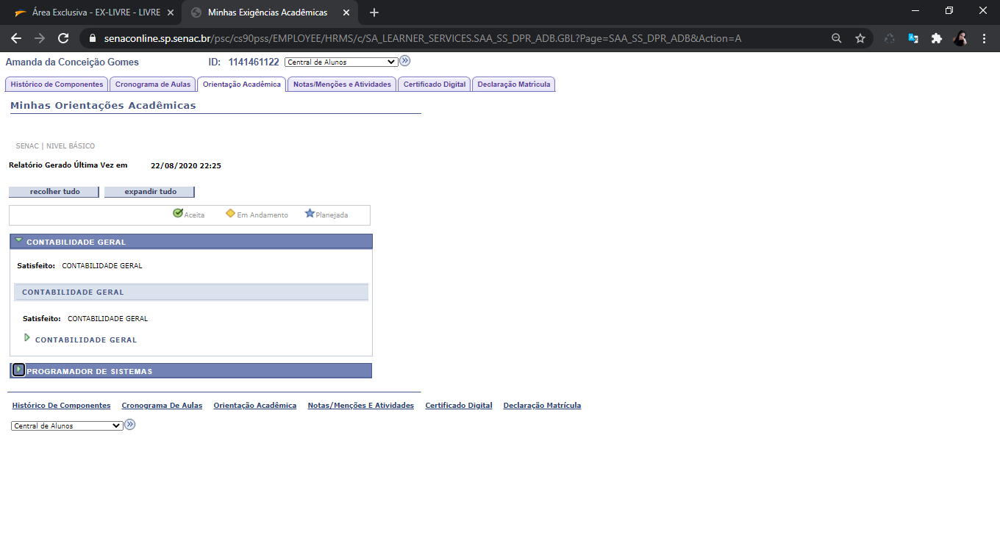 Área Exclusiva - EX-LIVRE - LIVRE
Minhas Exigências Acadêmicas
senaconline.sp.senac.br/psc/cs90pss/EMPLOYEE/HRMS/c/SA_LEARNER_SERVICES.SAA_SS_DPR_ADB.GBL?Page=SAA_SS_DPR_ADB&Action=A
Amanda da Conceição Gomes ID: 1141461122 Central de Alunos
Histórico de Componentes Cronograma de Aulas Orientação Acadêmica Notas/Menções e Atividades Certificado Digital Declaração Matricula
Minhas Orientações Acadêmicas
SENAC | NIVEL BÁSICO
Relatório Gerado Última Vez em 22/08/2020 22:25
recolher tudo expandir tudo
Aceita Em Andamento Planejada
CONTABILIDADE GERAL
Satisfeito: CONTABILIDADE GERAL
CONTABILIDADE GERAL
Satisfeito: CONTABILIDADE GERAL
CONTABILIDADE GERAL
PROGRAMADOR DE SISTEMAS
Histórico De Componentes Cronograma De Aulas Orientação Acadêmica Notas/Menções E Atividades Certificado Digital Declaração Matrícula
Central de Alunos